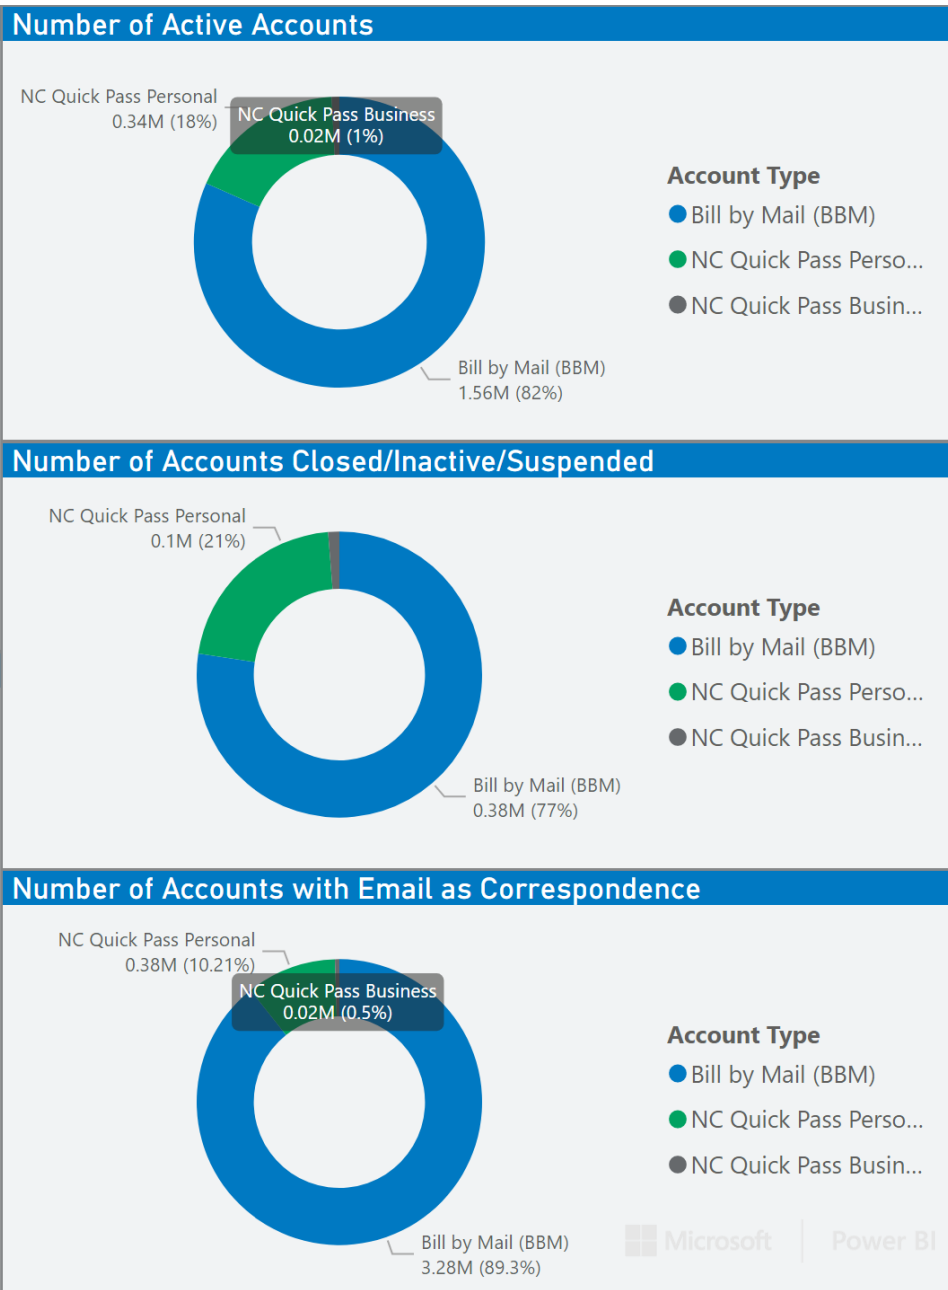 Number of Active Accounts
NC Quick Pass Personal
0.34M (18%)
NC Quick Pass Business
0.02M (1%)
Bill by Mail (BBM)
1.56M (82%)
Account Type
Bill by Mail (BBM)
NC Quick Pass Perso...
NC Quick Pass Busin...
Number of Accounts Closed/Inactive/Suspended
NC Quick Pass Personal
0.1M (21%)
Bill by Mail (BBM)
0.38M (77%)
Account Type
Bill by Mail (BBM)
NC Quick Pass Perso...
NC Quick Pass Busin...
Number of Accounts with Email as Correspondence
NC Quick Pass Personal
0.38M (10.21%)
NC Quick Pass Business
0.02M (0.5%)
Bill by Mail (BBM)
3.28M (89.3%)
Account Type
Bill by Mail (BBM)
NC Quick Pass Perso...
NC Quick Pass Busin...
Microsoft Power BI